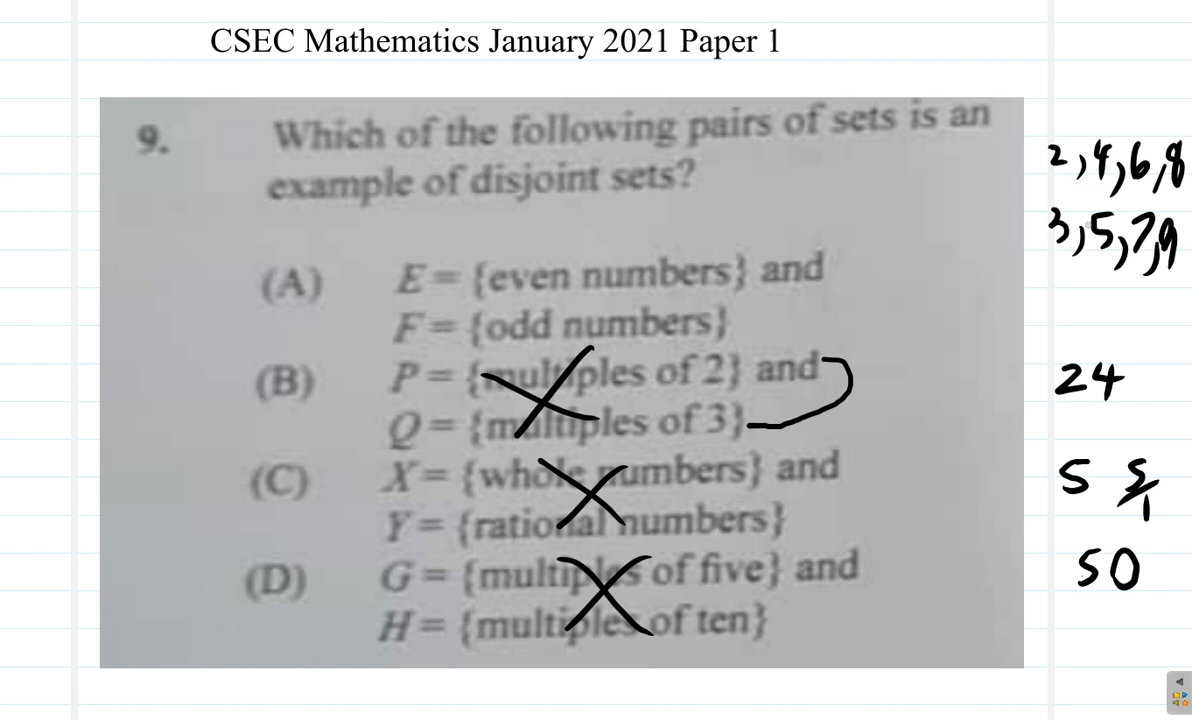 CSEC Mathematics January 2021 Paper 1
9. Which of the following pairs of sets is an
example of disjoint sets?
(A) E = {even numbers} and
F = {odd numbers}
(B) P = {multiples of 2} and
Q = {multiples of 3}
(C) X = {whole numbers} and
Y = {rational numbers}
(D) G = {multiples of five} and
H = {multiples of ten}
2, 4, 6, 8
3, 5, 7, 9
24
5 5/1
50